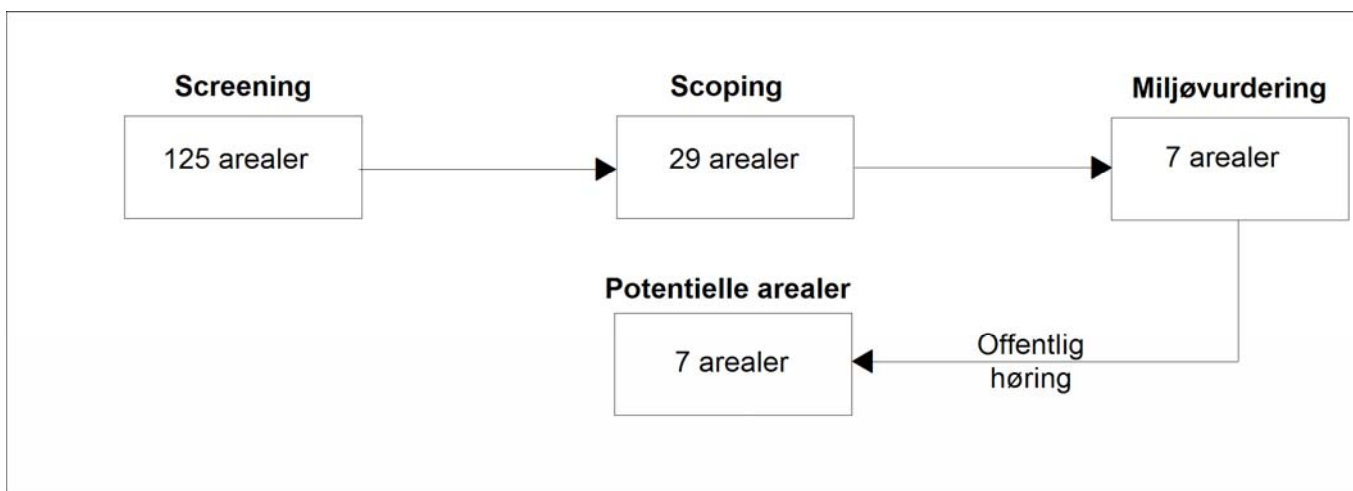 Screening
125 arealer
Scoping
29 arealer
Miljøvurdering
7 arealer
Potentielle arealer
7 arealer
Offentlig
høring